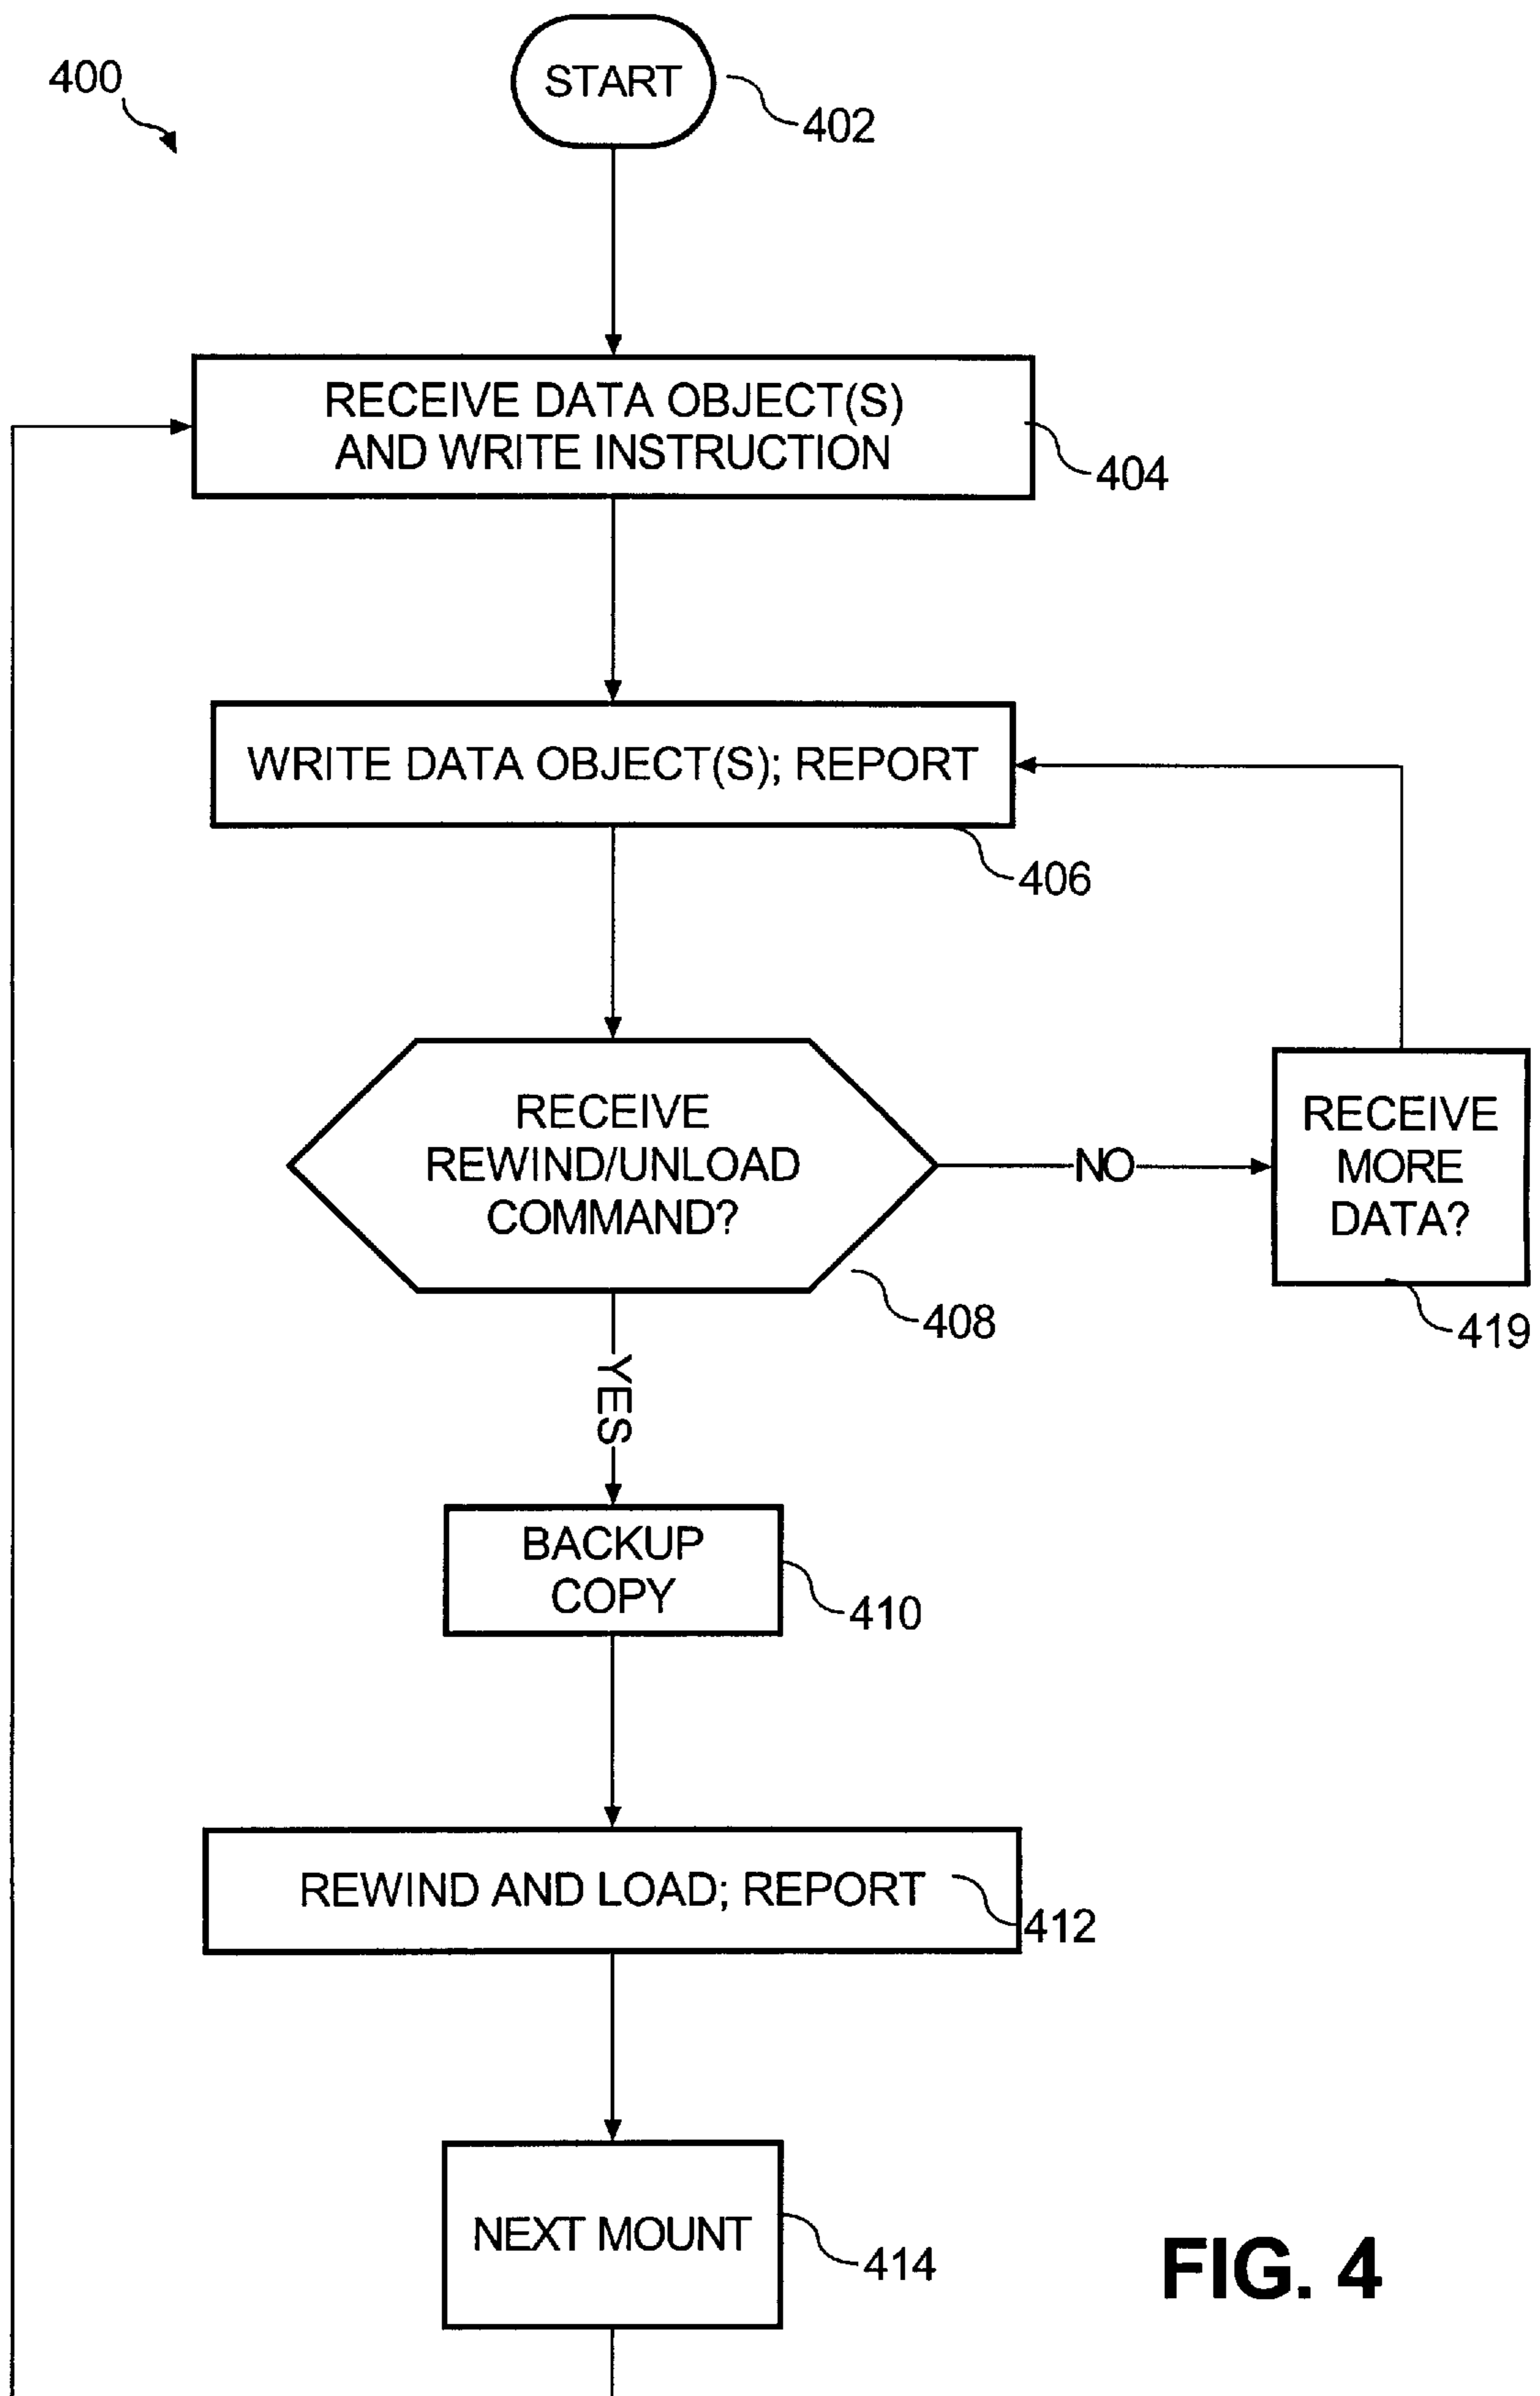 400
START
402
RECEIVE DATA OBJECT(S)
AND WRITE INSTRUCTION
404
WRITE DATA OBJECT(S); REPORT
406
RECEIVE
REWIND/UNLOAD
COMMAND?
408
NO
RECEIVE
MORE
DATA?
419
YES
BACKUP
COPY
410
REWIND AND LOAD; REPORT
412
NEXT MOUNT
414
FIG. 4